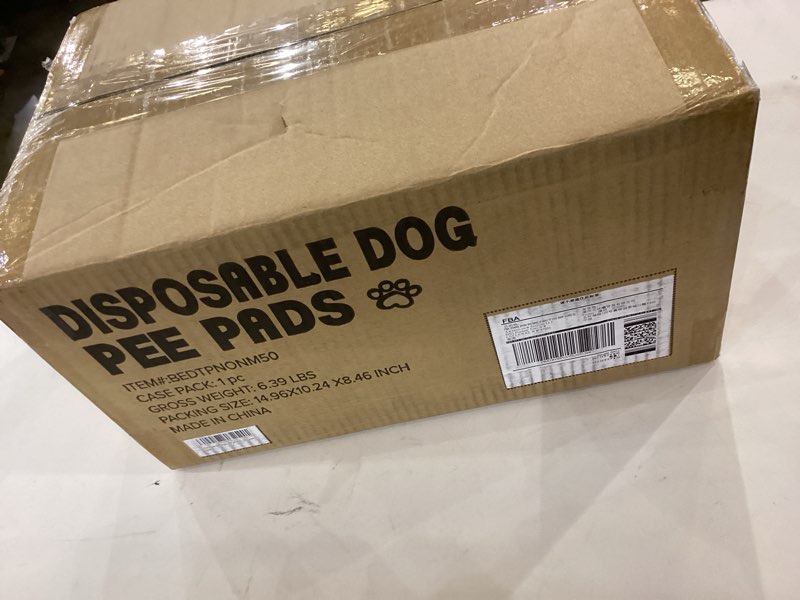 DISPOSABLE DOG
PEE PADS
ITEM#:BEDTPNONM50
CASE PACK: 1 pc
GROSS WEIGHT: 6.39 LBS
PACKING SIZE: 14.96X10.24 X8.46 INCH
MADE IN CHINA
FBA